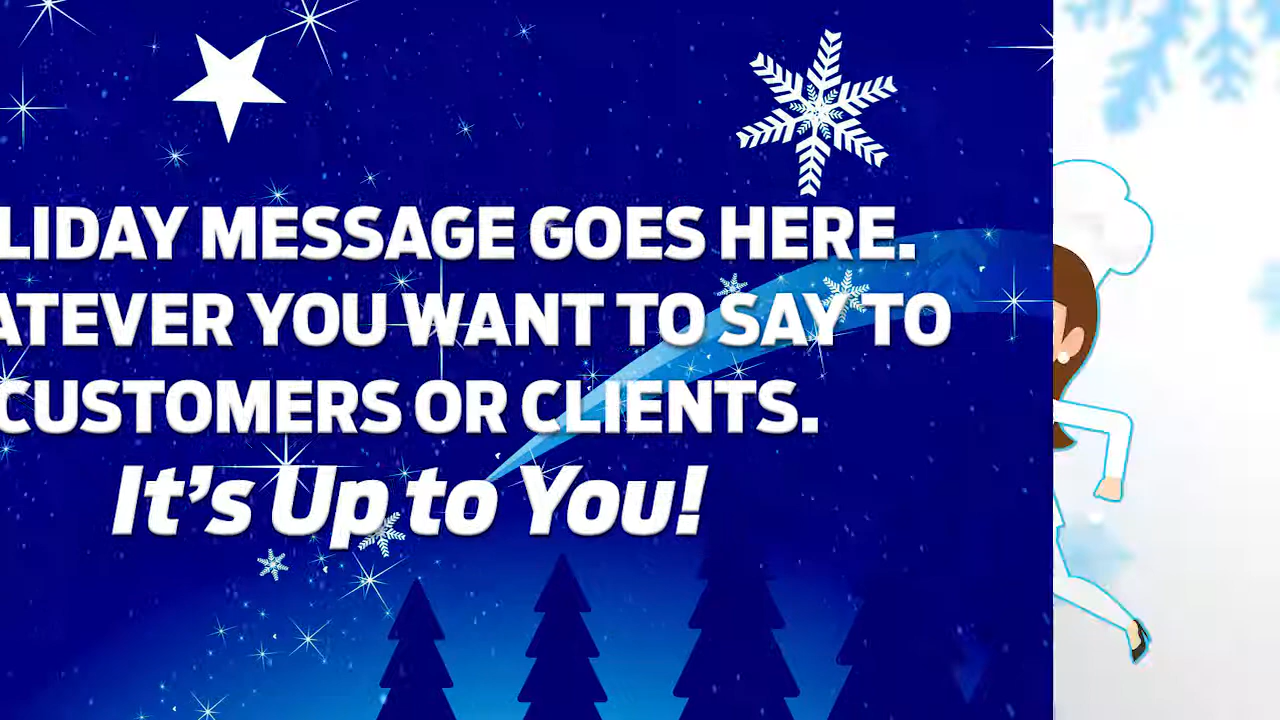 LIDAY MESSAGE GOES HERE.
ATEVER YOU WANT TO SAY TO
CUSTOMERS OR CLIENTS.
It's Up to You!